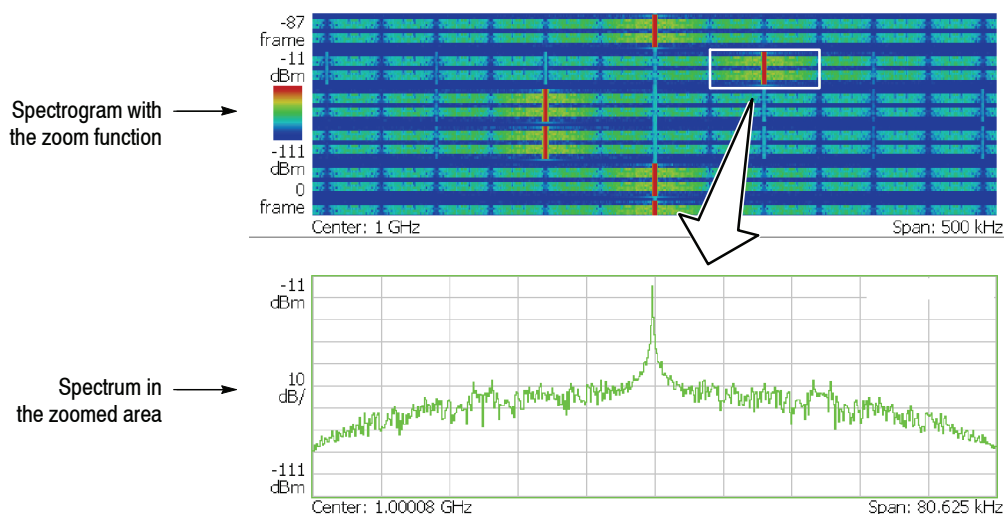 -87
frame
-11
dBm
Spectrogram with
the zoom function
-111
dBm
0
frame
Center: 1 GHz
Span: 500 kHz
-11
dBm
10
dB/
Spectrum in
the zoomed area
-111
dBm
Center: 1.00008 GHz
Span: 80.625 kHz